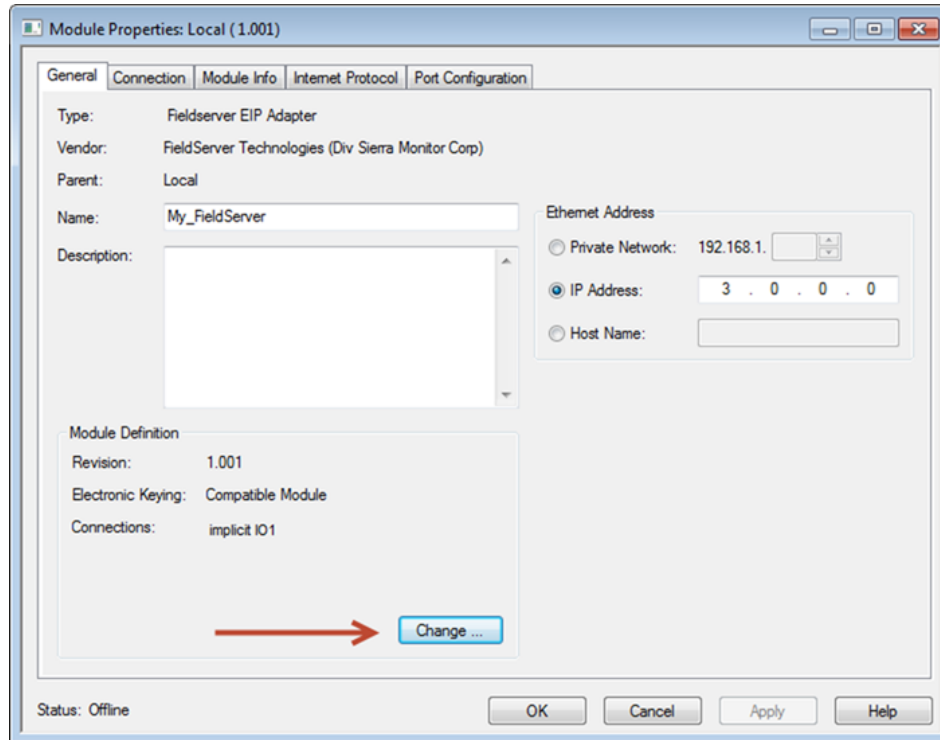 Module Properties: Local (1.001)
General Connection Module Info Internet Protocol Port Configuration
Type: Fieldserver EIP Adapter
Vendor: FieldServer Technologies (Div Sierra Monitor Corp)
Parent: Local
Name: My_FieldServer
Description:
Ethernet Address
Private Network: 192.168.1.
IP Address: 3 . 0 . 0 . 0
Host Name:
Module Definition
Revision: 1.001
Electronic Keying: Compatible Module
Connections: implicit IO1
Change ...
Status: Offline
OK Cancel Apply Help